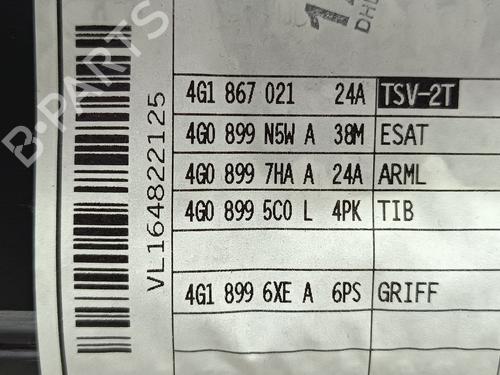 DHL
4G1 867 021 24A TSV-2T
4G0 899 N5W A 38M ESAT
4G0 899 7HA A 24A ARML
4G0 899 5C0 L 4PK TIB
4G1 899 6XE A 6PS GRIFF
VL164822125
B-PARTS